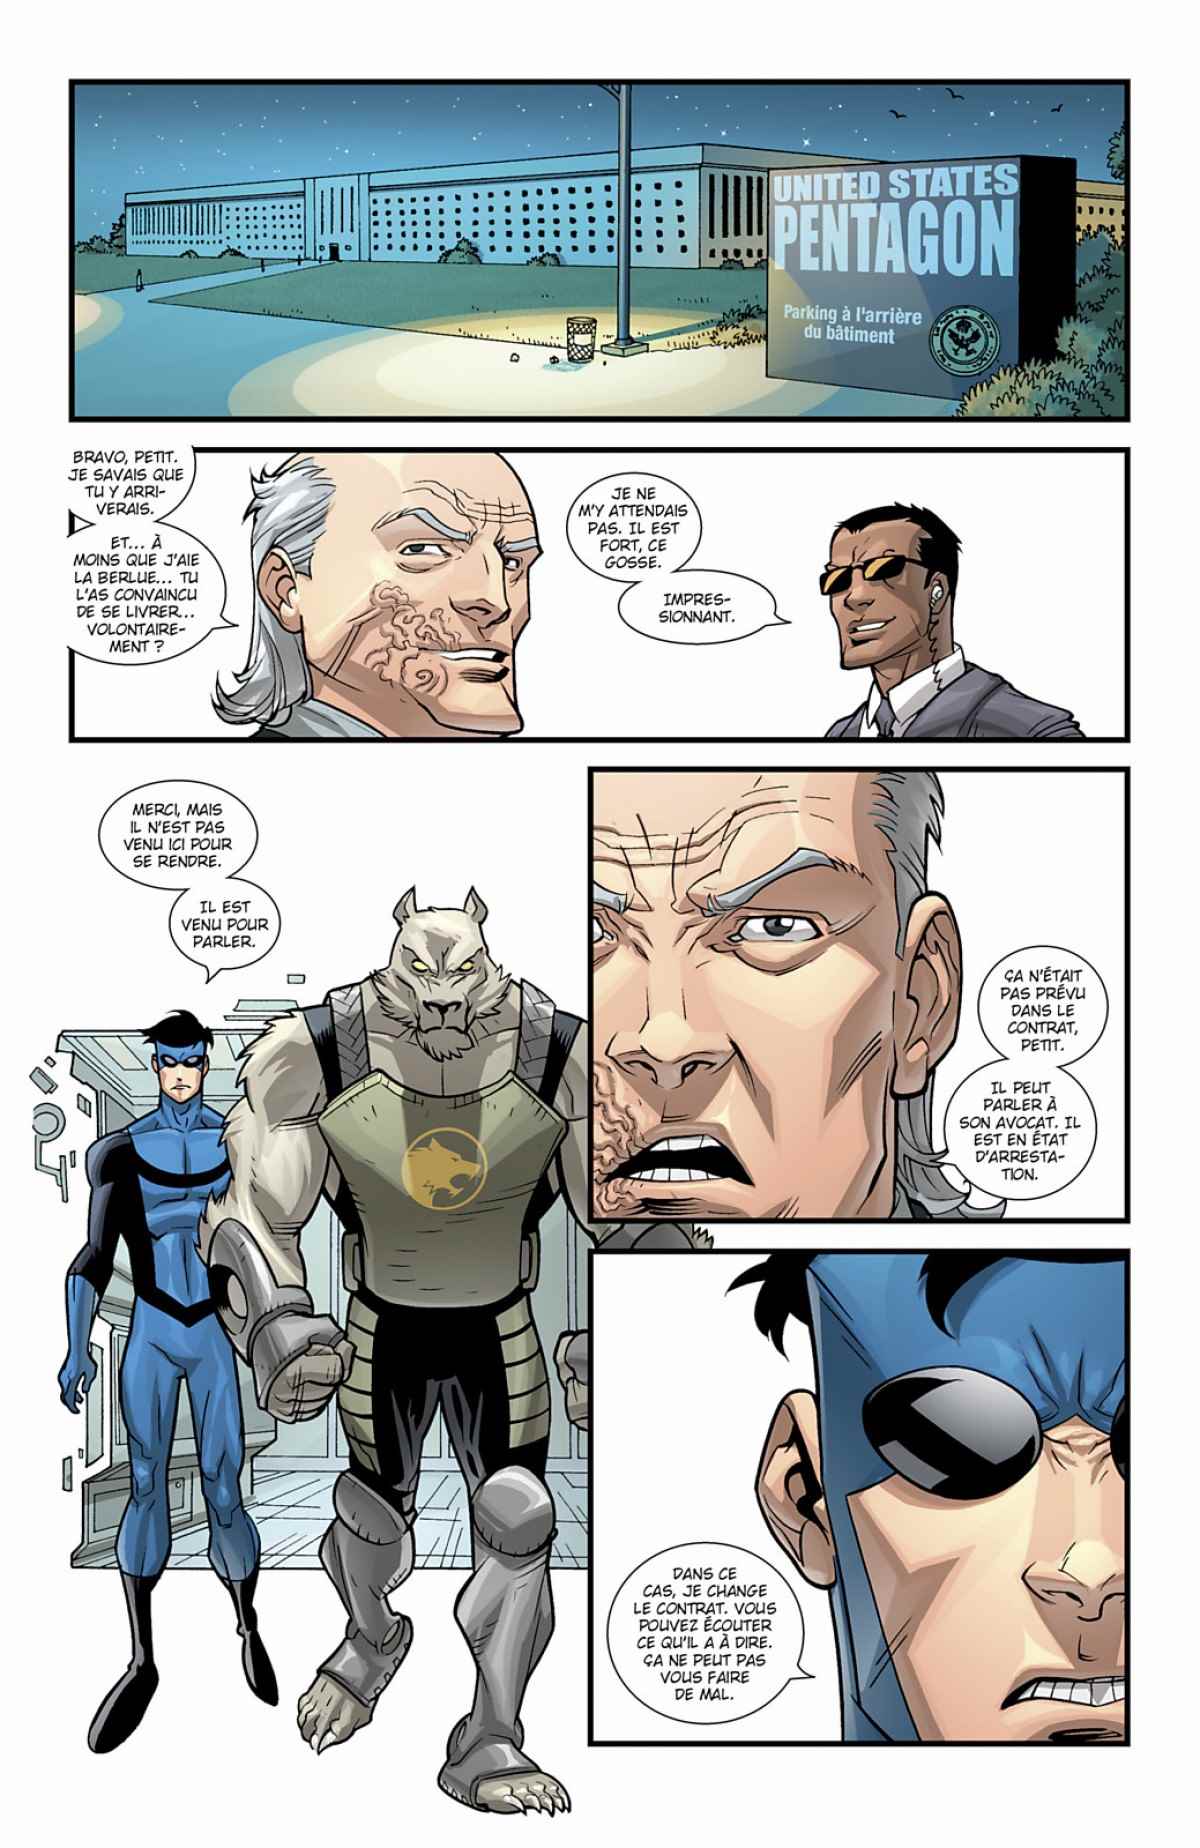 UNITED STATES
PENTAGON
Parking à l'arrière
du bâtiment
BRAVO, PETIT.
JE SAVAIS QUE
TU Y ARRI-
VERAIS.
ET... À
MOINS QUE J'AIE
LA BERLUE... TU
L'AS CONVAINCU
DE SE LIVRER...
VOLONTAIRE-
MENT ?
JE NE
M'Y ATTENDAIS
PAS. IL EST
FORT, CE
GOSSE.
IMPRES-
SIONNANT.
MERCI, MAIS
IL N'EST PAS
VENU ICI POUR
SE RENDRE.
IL EST
VENU POUR
PARLER.
ÇA N'ÉTAIT
PAS PRÉVU
DANS LE
CONTRAT,
PETIT.
IL PEUT
PARLER À
SON AVOCAT. IL
EST EN ÉTAT
D'ARRESTA-
TION.
DANS CE
CAS, JE CHANGE
LE CONTRAT. VOUS
POUVEZ ÉCOUTER
CE QU'IL A À DIRE.
ÇA NE PEUT PAS
VOUS FAIRE
DE MAL.